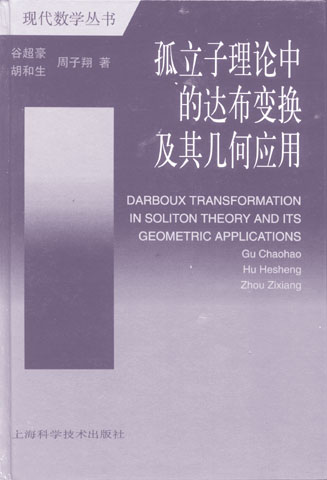 现代数学丛书
谷超豪
胡和生 周子翔 著
孤立子理论中
的达布变换
及其几何应用
DARBOUX TRANSFORMATION
IN SOLITON THEORY AND ITS
GEOMETRIC APPLICATIONS
Gu Chaohao
Hu Hesheng
Zhou Zixiang
上海科学技术出版社